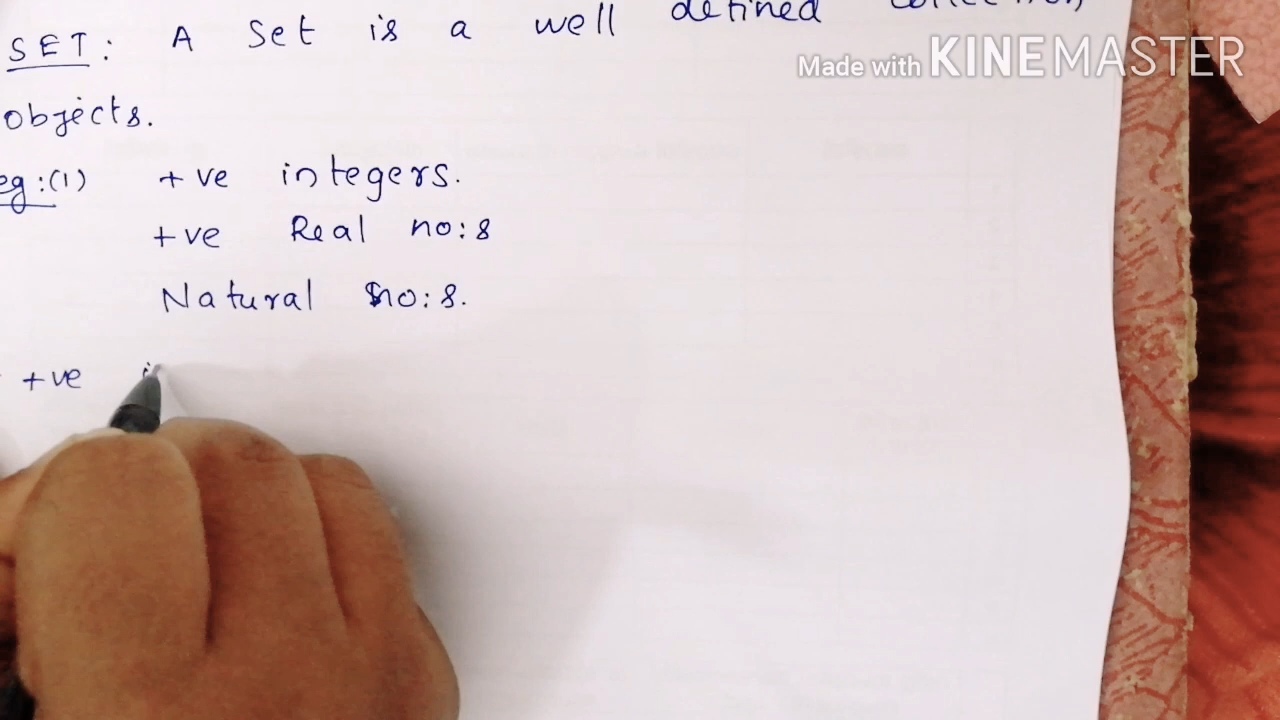 SET: A Set is a well defined collection
Made with KINEMASTER
objects.
eg:(1) +ve integers.
+ve Real no:s
Natural no:s.
+ve i